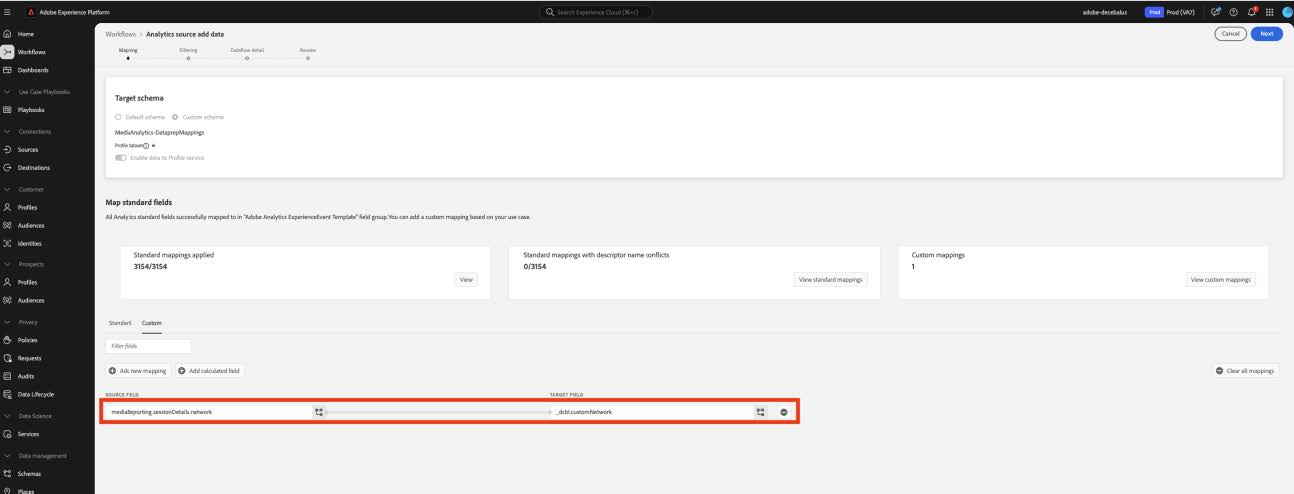 Adobe Experience Platform
Search Experience Cloud (⌘+/)
adobe-decebalus
Prod Prod (VA7)
Home
Workflows
Dashboards
Use Case Playbooks
Playbooks
Connections
Sources
Destinations
Customer
Profiles
Audiences
Identities
Prospects
Profiles
Audiences
Privacy
Policies
Requests
Audits
Data Lifecycle
Data Science
Services
Data management
Schemas
Places
Workflows > Analytics source add data
Cancel Next
Mapping Filtering Dataflow detail Review
Target schema
Default schema Custom schema
MediaAnalytics-DataprepMappings
Profile dataset
Enable data to Profile service
Map standard fields
All Analytics standard fields successfully mapped to in "Adobe Analytics ExperienceEvent Template" field group.You can add a custom mapping based on your use case.
Standard mappings applied
3154/3154
View
Standard mappings with descriptor name conflicts
0/3154
View standard mappings
Custom mappings
1
View custom mappings
Standard Custom
Filter fields
Add new mapping Add calculated field Clear all mappings
SOURCE FIELD TARGET FIELD
mediaReporting.sessionDetails.network _dcbl.customNetwork